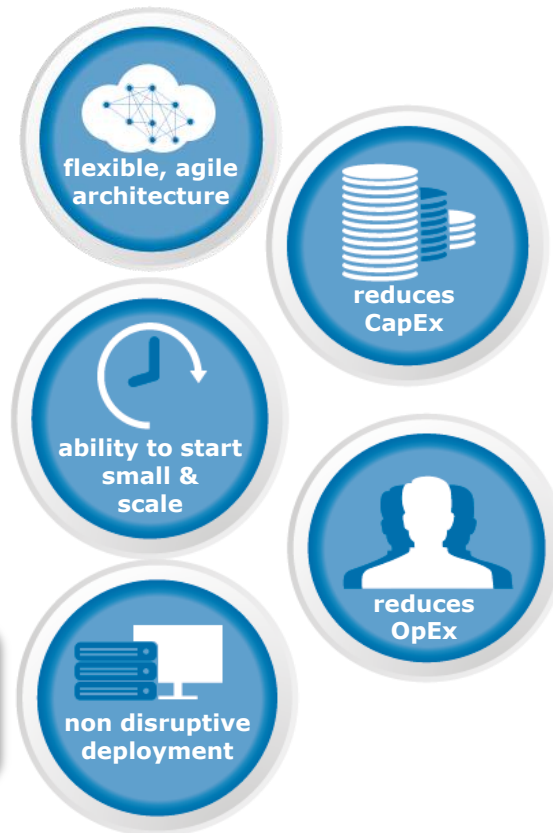 flexible, agile
architecture
reduces
CapEx
ability to start
small &
scale
reduces
OpEx
non disruptive
deployment